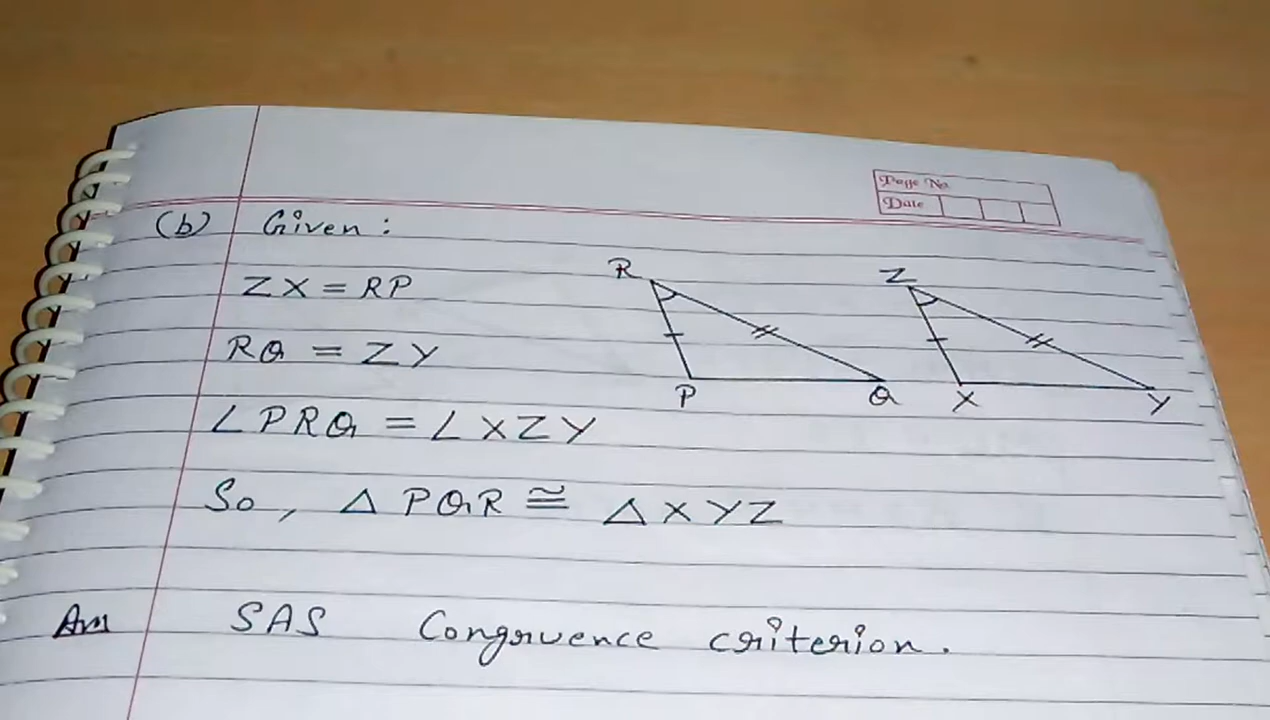 Page No.
Date
(b) Given :
ZX = RP
RQ = ZY
∠PRQ = ∠XZY
So, △PQR ≅ △XYZ
Ans SAS Congruence criterion.
R
P
Q
Z
X
Y